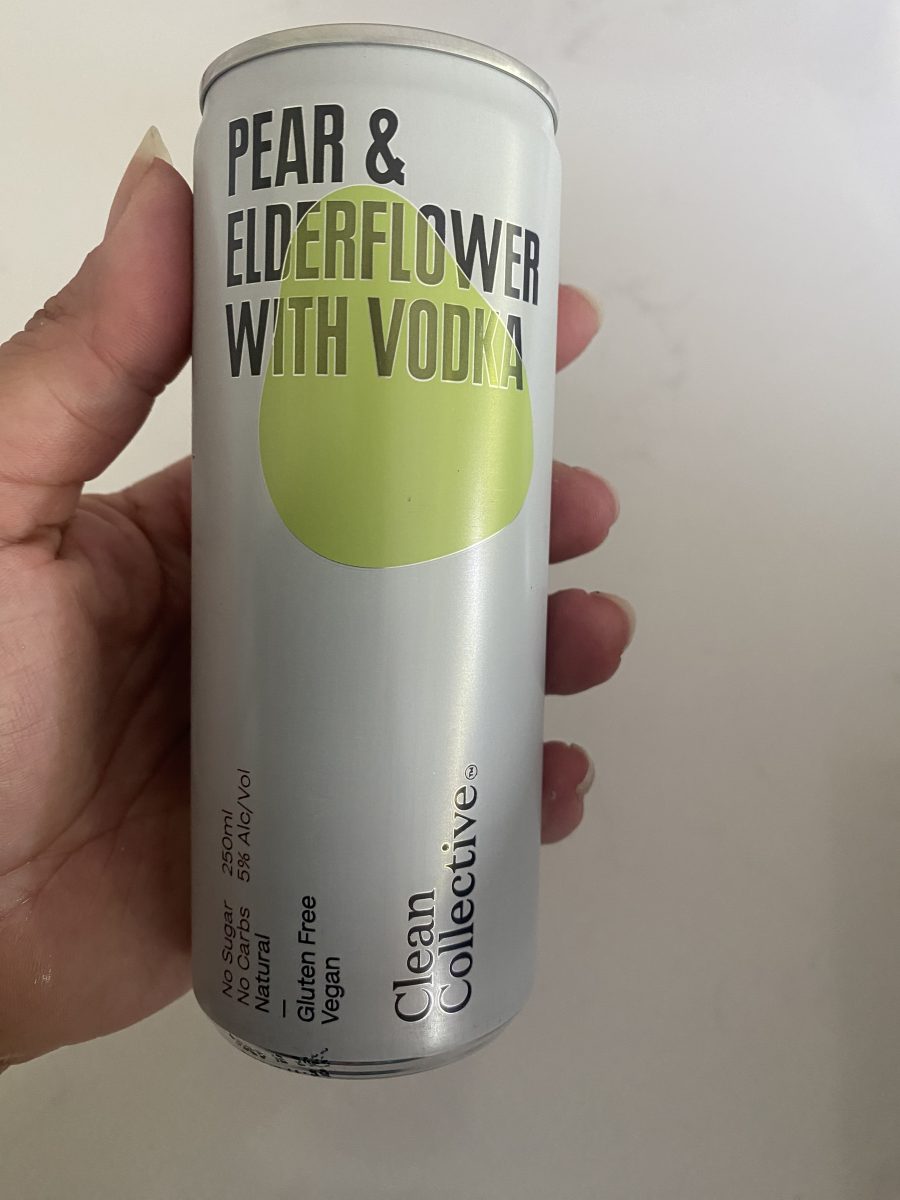 PEAR &
ELDERFLOWER
WITH VODKA
No Sugar 250ml
No Carbs 5% Alc/Vol
Natural
—
Gluten Free
Vegan
Clean
Collective™